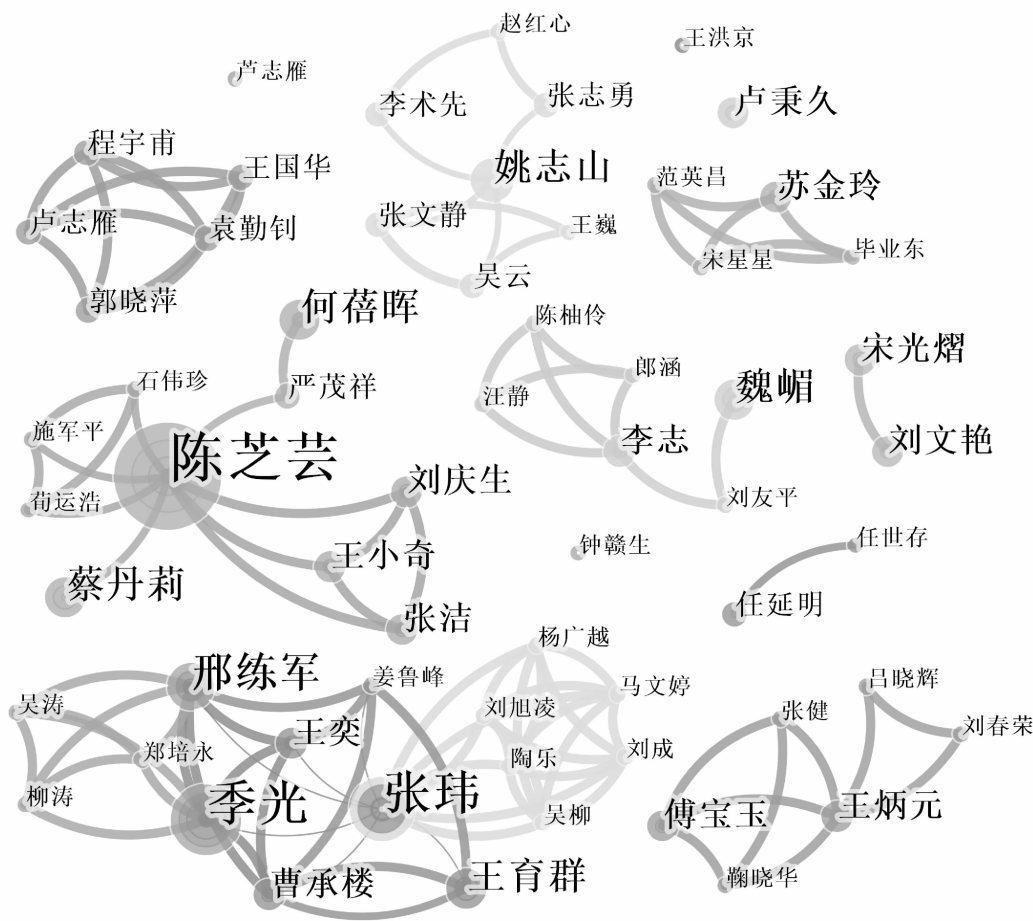 赵红心
王洪京
芦志雁
李术先
张志勇
卢秉久
程宇甫
王国华
姚志山
范英昌
苏金玲
卢志雁
袁勤钊
张文静
王巍
宋星星
毕业东
郭晓萍
吴云
何蓓晖
陈柚伶
宋光熠
石伟珍
严茂祥
汪静
郎涵
魏嵋
施军平
陈芝芸
李志
刘文艳
荀运浩
刘庆生
刘友平
王小奇
钟赣生
任世存
蔡丹莉
张洁
任延明
杨广越
邢练军
姜鲁峰
马文婷
吕晓辉
吴涛
刘旭凌
张健
刘春荣
郑培永
王奕
陶乐
刘成
柳涛
季光
张玮
吴柳
傅宝玉
王炳元
曹承楼
王育群
鞠晓华